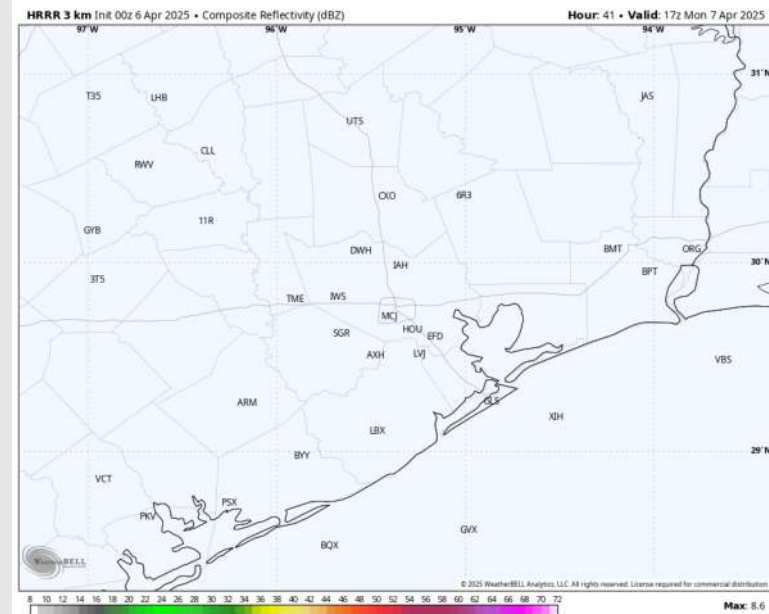 HRRR 3 km Init 00z 6 Apr 2025 • Composite Reflectivity (dBZ)
Hour: 41 • Valid: 17z Mon 7 Apr 2025
97°W 96°W 95°W 94°W
31°N
T35 LHB JAS
UTS
CLL
RWV
CXO 6R3
11R
GYB
DWH BMT ORG
IAH 30°N
3T5 BPT
TME IWS
MCJ
SGR HOU EFD
AXH LVJ
VBS
ARM GLS
XIH
LBX
BYY 29°N
VCT
PSX
PKV
GVX
BQX
WEATHERBELL
© 2025 WeatherBELL Analytics, LLC. All rights reserved. License required for commercial distribution.
8 10 12 14 16 18 20 22 24 26 28 30 32 34 36 38 40 42 44 46 48 50 52 54 56 58 60 62 64 66 68 70 72
Max: 8.6